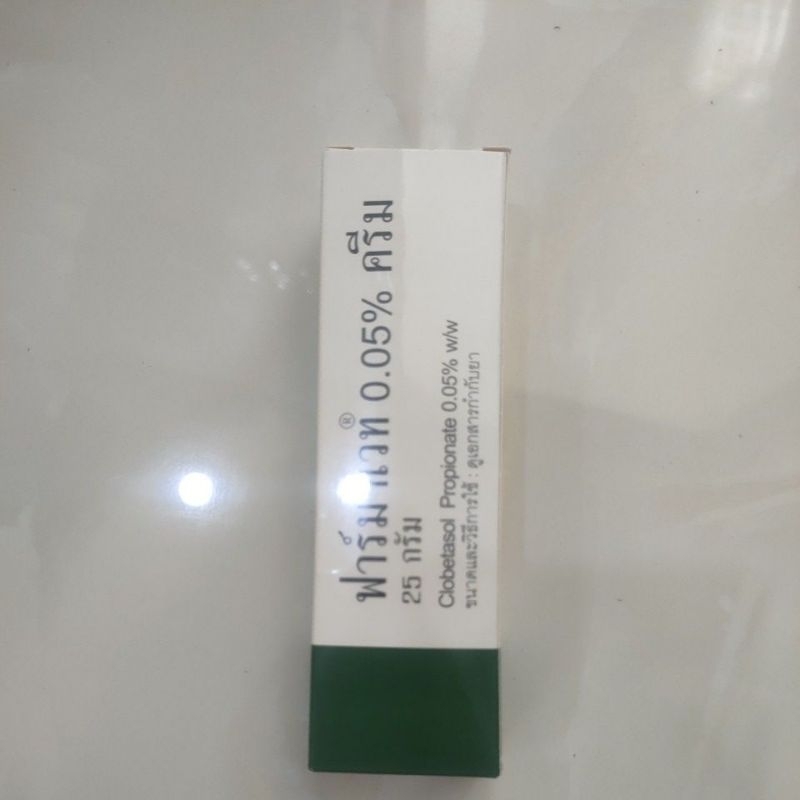 ฟาร์มาเวท® 0.05% ครีม
25 กรัม
Clobetasol Propionate 0.05% w/w
ขนาดและวิธีการใช้ : ดูเอกสารกำกับยา